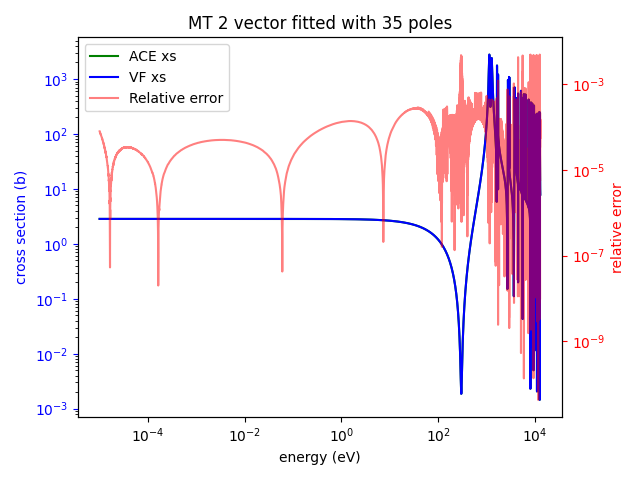 MT 2 vector fitted with 35 poles
ACE xs
VF xs
Relative error
cross section (b)
10³
10²
10¹
10⁰
10⁻¹
10⁻²
10⁻³
10⁻³
10⁻⁵
10⁻⁷
10⁻⁹
relative error
10⁻⁴ 10⁻² 10⁰ 10² 10⁴
energy (eV)